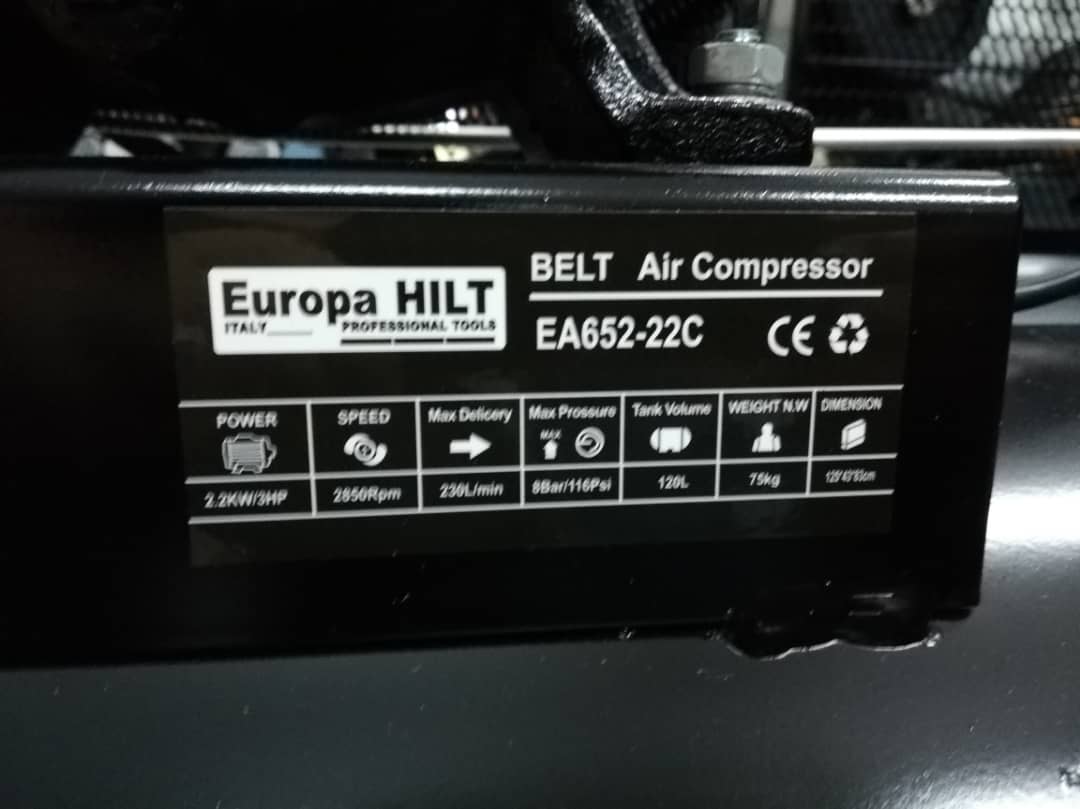 BELT Air Compressor
Europa HILT
ITALY
PROFESSIONAL TOOLS
EA652-22C CE
POWER SPEED Max Delicery Max Prossure Tank Volume WEIGHT N.W DIMENSION
MAX
2.2KW/3HP 2850Rpm 230L/min 8Bar/116Psi 120L 75kg